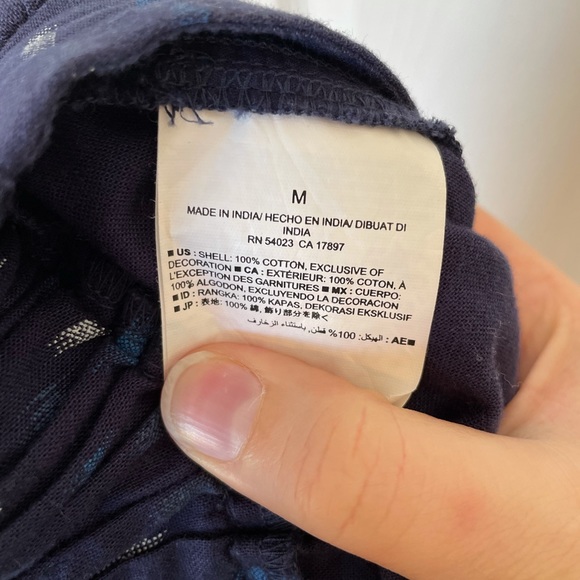 M
MADE IN INDIA/ HECHO EN INDIA/ DIBUAT DI
INDIA
RN 54023 CA 17897
■ US : SHELL: 100% COTTON, EXCLUSIVE OF
DECORATION ■ CA : EXTÉRIEUR: 100% COTON, À
L'EXCEPTION DES GARNITURES ■ MX : CUERPO:
100% ALGODON, EXCLUYENDO LA DECORACION
■ ID : RANGKA: 100% KAPAS, DEKORASI EKSKLUSIF
■ JP : 表地: 100% 綿, 飾り部分を除く
■ AE : الهيكل: 100% قطن, باستثناء الزخارف